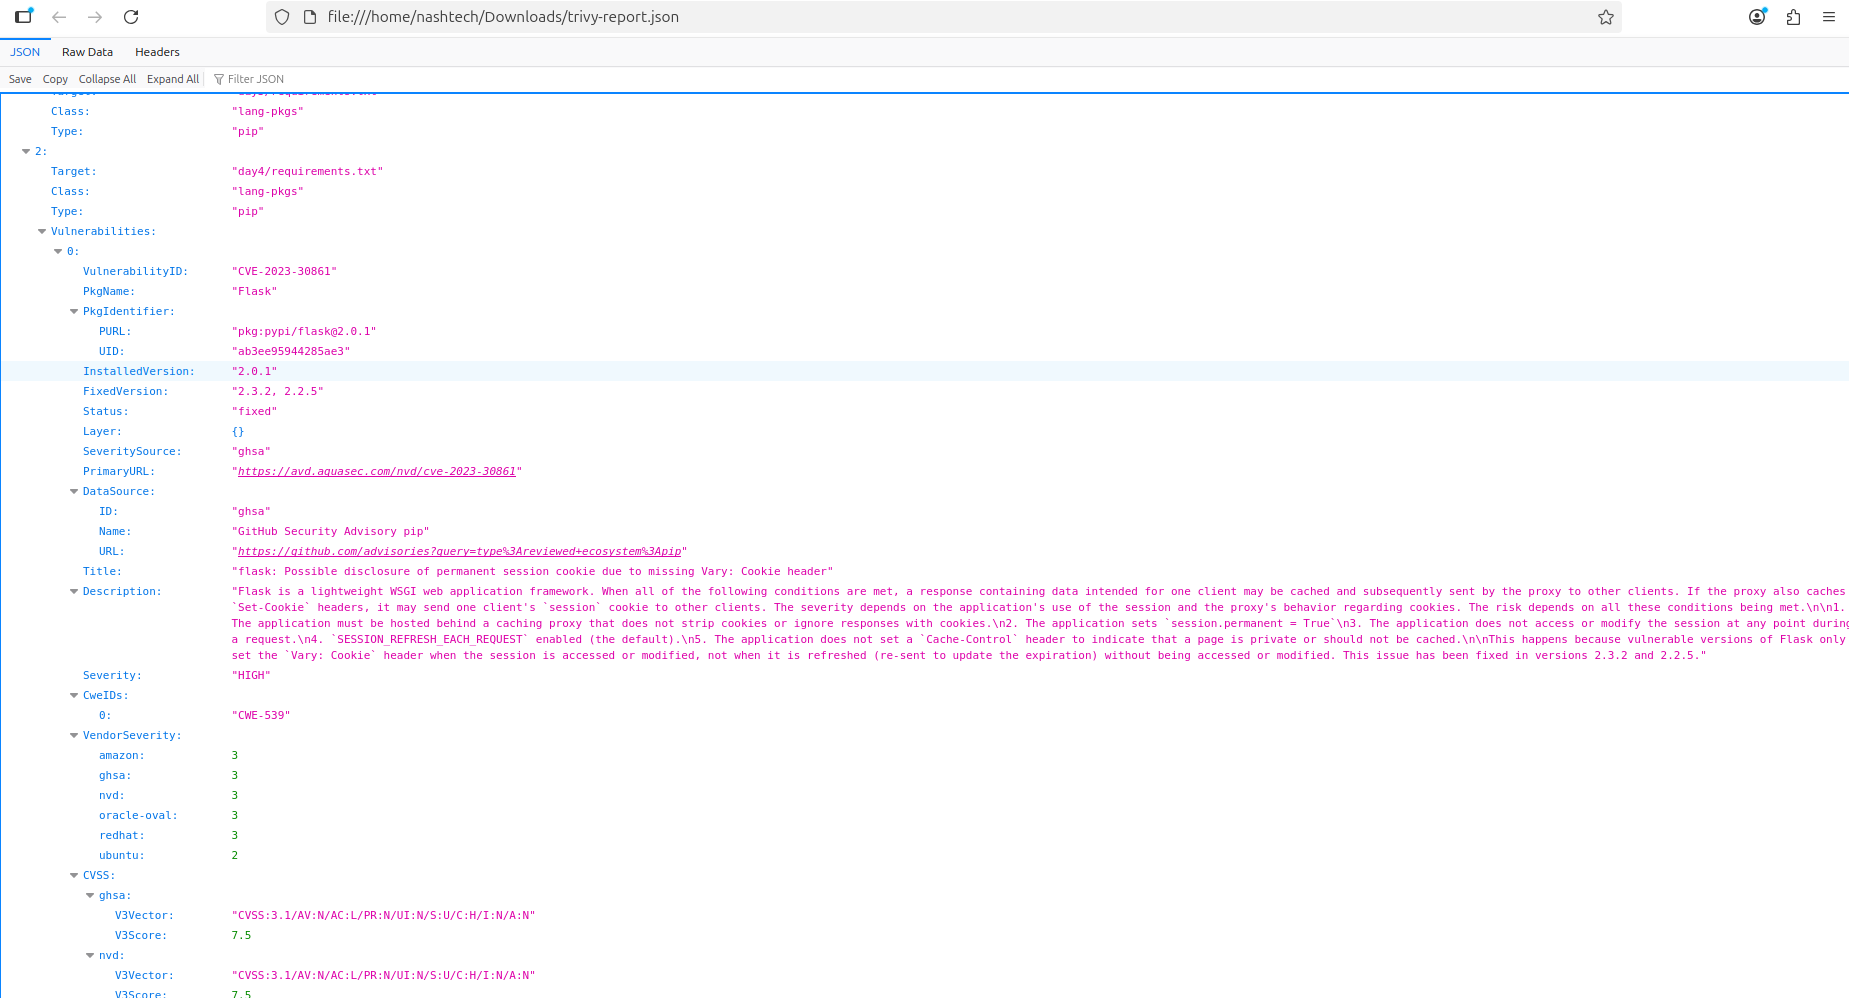 file:///home/nashtech/Downloads/trivy-report.json
JSON Raw Data Headers
Save Copy Collapse All Expand All Filter JSON
Class: "lang-pkgs"
Type: "pip"
2:
Target: "day4/requirements.txt"
Class: "lang-pkgs"
Type: "pip"
Vulnerabilities:
0:
VulnerabilityID: "CVE-2023-30861"
PkgName: "Flask"
PkgIdentifier:
PURL: "pkg:pypi/flask@2.0.1"
UID: "ab3ee95944285ae3"
InstalledVersion: "2.0.1"
FixedVersion: "2.3.2, 2.2.5"
Status: "fixed"
Layer: {}
SeveritySource: "ghsa"
PrimaryURL: "https://avd.aquasec.com/nvd/cve-2023-30861"
DataSource:
ID: "ghsa"
Name: "GitHub Security Advisory pip"
URL: "https://github.com/advisories?query=type%3Areviewed+ecosystem%3Apip"
Title: "flask: Possible disclosure of permanent session cookie due to missing Vary: Cookie header"
Description: "Flask is a lightweight WSGI web application framework. When all of the following conditions are met, a response containing data intended for one client may be cached and subsequently sent by the proxy to other clients. If the proxy also caches
`Set-Cookie` headers, it may send one client's `session` cookie to other clients. The severity depends on the application's use of the session and the proxy's behavior regarding cookies. The risk depends on all these conditions being met.\n\n1.
The application must be hosted behind a caching proxy that does not strip cookies or ignore responses with cookies.\n2. The application sets `session.permanent = True`\n3. The application does not access or modify the session at any point during
a request.\n4. `SESSION_REFRESH_EACH_REQUEST` enabled (the default).\n5. The application does not set a `Cache-Control` header to indicate that a page is private or should not be cached.\n\nThis happens because vulnerable versions of Flask only
set the `Vary: Cookie` header when the session is accessed or modified, not when it is refreshed (re-sent to update the expiration) without being accessed or modified. This issue has been fixed in versions 2.3.2 and 2.2.5."
Severity: "HIGH"
CweIDs:
0: "CWE-539"
VendorSeverity:
amazon: 3
ghsa: 3
nvd: 3
oracle-oval: 3
redhat: 3
ubuntu: 2
CVSS:
ghsa:
V3Vector: "CVSS:3.1/AV:N/AC:L/PR:N/UI:N/S:U/C:H/I:N/A:N"
V3Score: 7.5
nvd:
V3Vector: "CVSS:3.1/AV:N/AC:L/PR:N/UI:N/S:U/C:H/I:N/A:N"
V3Score: 7.5